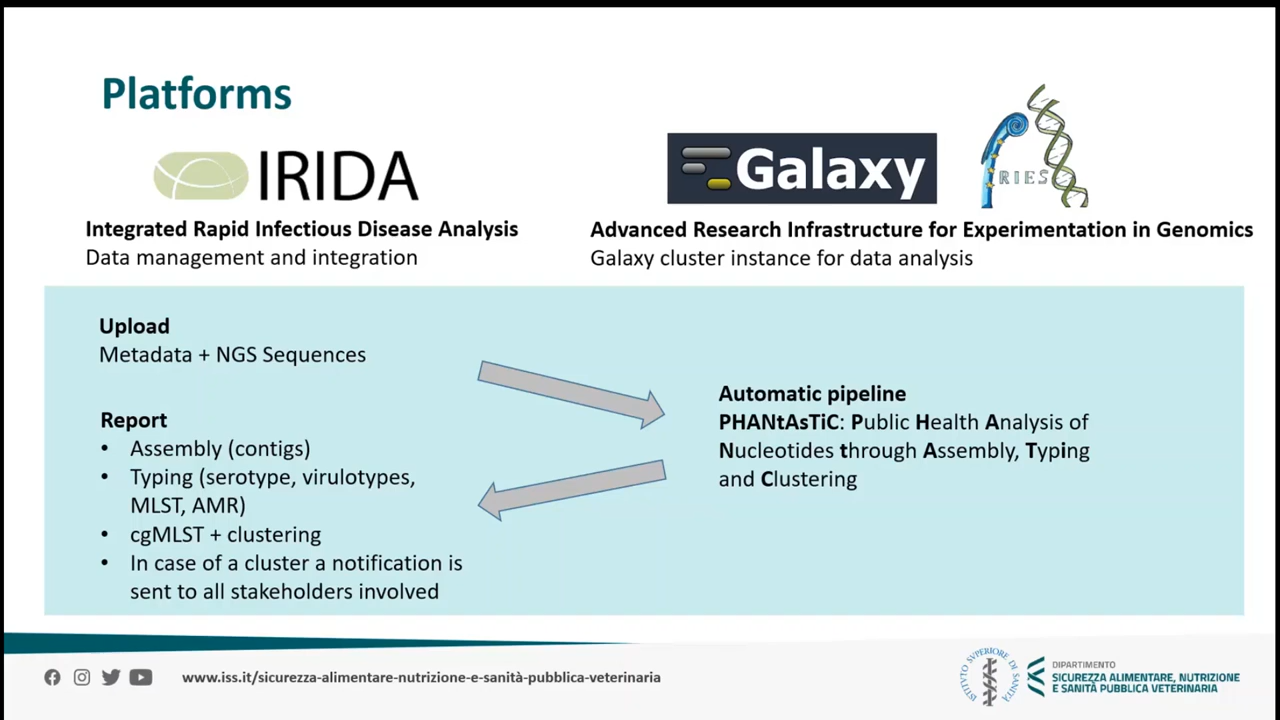 Platforms
IRIDA
Integrated Rapid Infectious Disease Analysis
Data management and integration
Galaxy
RIES
Advanced Research Infrastructure for Experimentation in Genomics
Galaxy cluster instance for data analysis
Upload
Metadata + NGS Sequences
Report
• Assembly (contigs)
• Typing (serotype, virulotypes,
MLST, AMR)
• cgMLST + clustering
• In case of a cluster a notification is
sent to all stakeholders involved
Automatic pipeline
PHANtAsTiC: Public Health Analysis of
Nucleotides through Assembly, Typing
and Clustering
www.iss.it/sicurezza-alimentare-nutrizione-e-sanità-pubblica-veterinaria
ISTITVTO SVPERIORE DI SANITÀ
DIPARTIMENTO
SICUREZZA ALIMENTARE, NUTRIZIONE
E SANITÀ PUBBLICA VETERINARIA